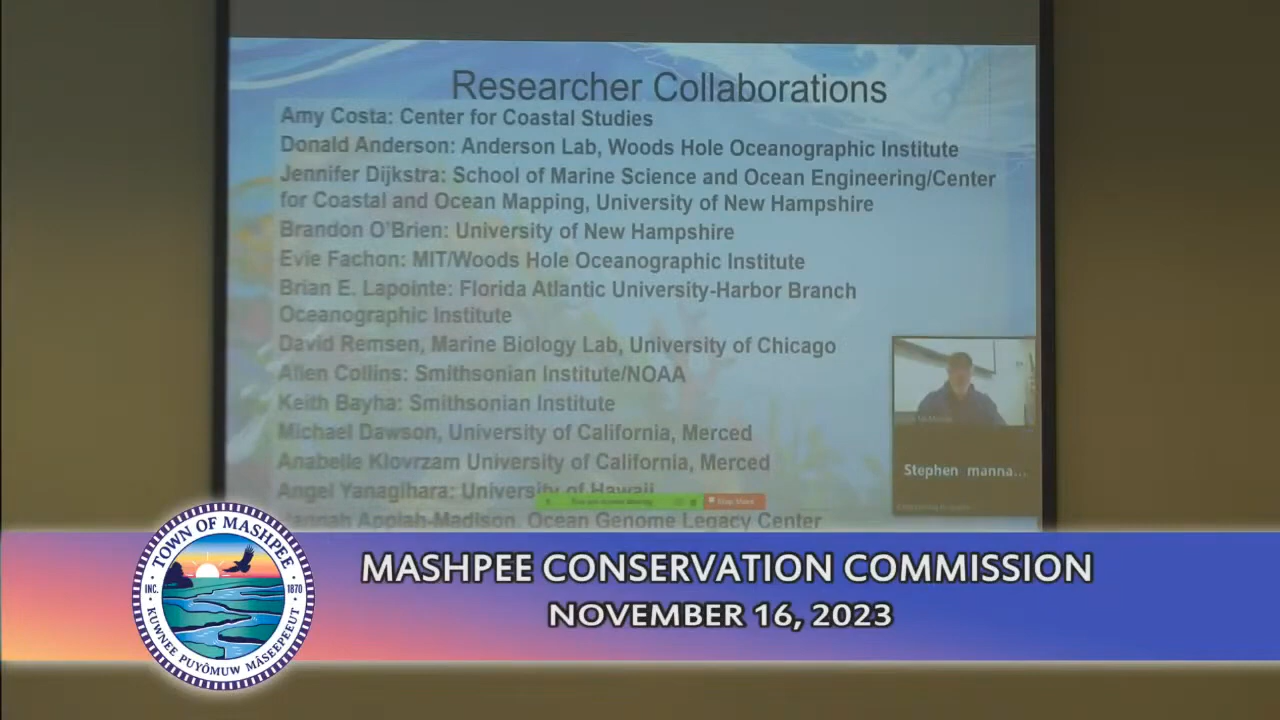 Researcher Collaborations
Amy Costa: Center for Coastal Studies
Donald Anderson: Anderson Lab, Woods Hole Oceanographic Institute
Jennifer Dijkstra: School of Marine Science and Ocean Engineering/Center
for Coastal and Ocean Mapping, University of New Hampshire
Brandon O'Brien: University of New Hampshire
Evie Fachon: MIT/Woods Hole Oceanographic Institute
Brian E. Lapointe: Florida Atlantic University-Harbor Branch
Oceanographic Institute
David Remsen, Marine Biology Lab, University of Chicago
Allen Collins: Smithsonian Institute/NOAA
Keith Bayha: Smithsonian Institute
Michael Dawson, University of California, Merced
Anabelle Klovrzam University of California, Merced
Angel Yanagihara: University of Hawaii
Appiah-Madison, Ocean Genome Legacy Center
Stephen manna...
TOWN OF MASHPEE
INC. 1870
KUWNEE PUYÔMUW MÂSEEPEEUT
MASHPEE CONSERVATION COMMISSION
NOVEMBER 16, 2023